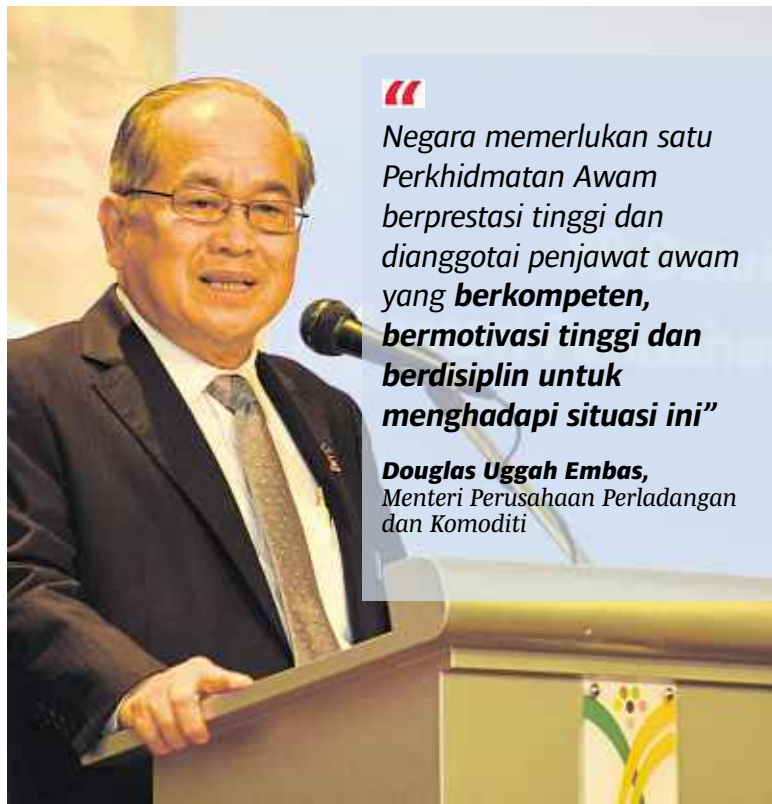 “
Negara memerlukan satu
Perkhidmatan Awam
berprestasi tinggi dan
dianggotai penjawat awam
yang berkompeten,
bermotivasi tinggi dan
berdisiplin untuk
menghadapi situasi ini”
Douglas Uggah Embas,
Menteri Perusahaan Perladangan
dan Komoditi